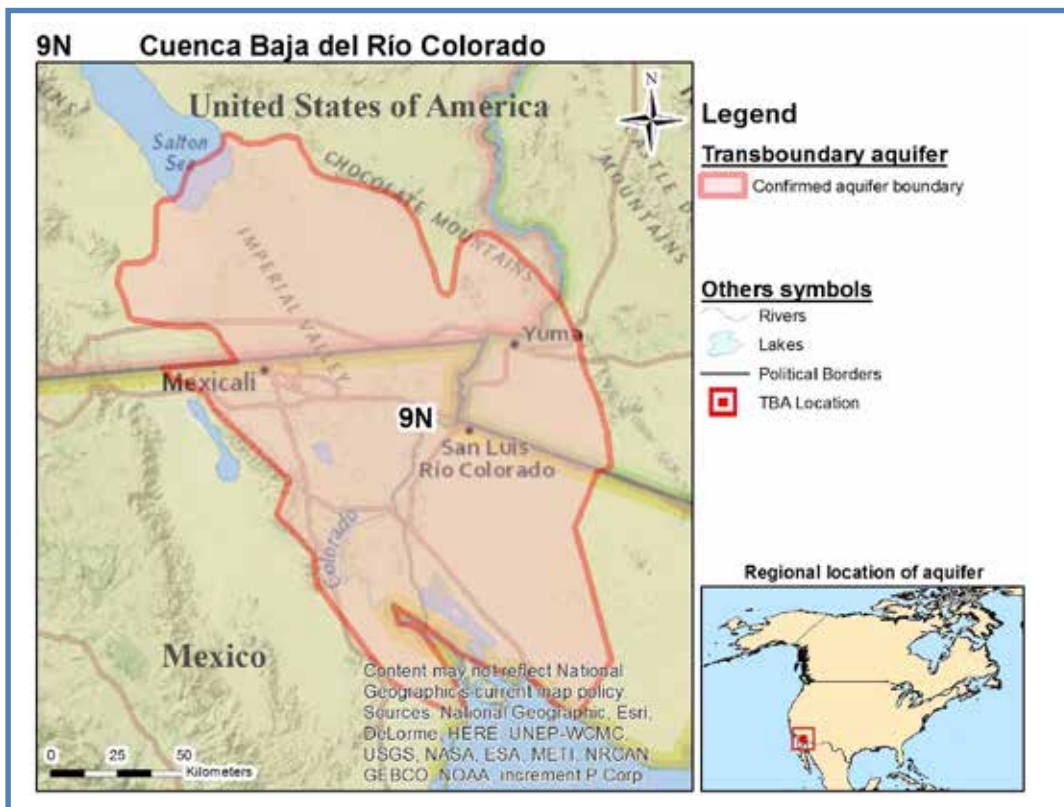 9N Cuenca Baja del Río Colorado
United States of America
N
Salton
Sea
CHOCOLATE MOUNTAINS
MOUNTAINS
IMPERIAL VALLEY
Yuma
Mexicali
9N
San Luis
Río Colorado
Colorado
Mexico
Content may not reflect National
Geographic's current map policy.
Sources: National Geographic, Esri,
DeLorme, HERE, UNEP-WCMC,
USGS, NASA, ESA, METI, NRCAN,
GEBCO, NOAA, increment P Corp
0 25 50
Kilometers
Legend
Transboundary aquifer
Confirmed aquifer boundary
Others symbols
Rivers
Lakes
Political Borders
TBA Location
Regional location of aquifer